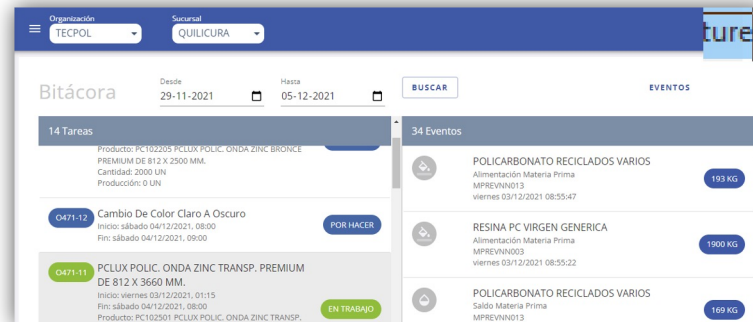 Organización
TECPOL
Sucursal
QUILICURA
ture
Bitácora
Desde
29-11-2021
Hasta
05-12-2021
BUSCAR
EVENTOS
14 Tareas
Producto: PC102205 PCLUX POLIC. ONDA ZINC BRONCE
PREMIUM DE 812 X 2500 MM.
Cantidad: 2000 UN
Producción: 0 UN
O471-12
Cambio De Color Claro A Oscuro
Inicio: sábado 04/12/2021, 08:00
Fin: sábado 04/12/2021, 09:00
POR HACER
O471-11
PCLUX POLIC. ONDA ZINC TRANSP. PREMIUM
DE 812 X 3660 MM.
Inicio: viernes 03/12/2021, 01:15
Fin: sábado 04/12/2021, 08:00
Producto: PC102501 PCLUX POLIC. ONDA ZINC TRANSP.
EN TRABAJO
34 Eventos
POLICARBONATO RECICLADOS VARIOS
Alimentación Materia Prima
MPREVNN013
viernes 03/12/2021 08:55:47
193 KG
RESINA PC VIRGEN GENERICA
Alimentación Materia Prima
MPREVNN003
viernes 03/12/2021 08:55:22
1900 KG
POLICARBONATO RECICLADOS VARIOS
Saldo Materia Prima
MPREVNN013
169 KG